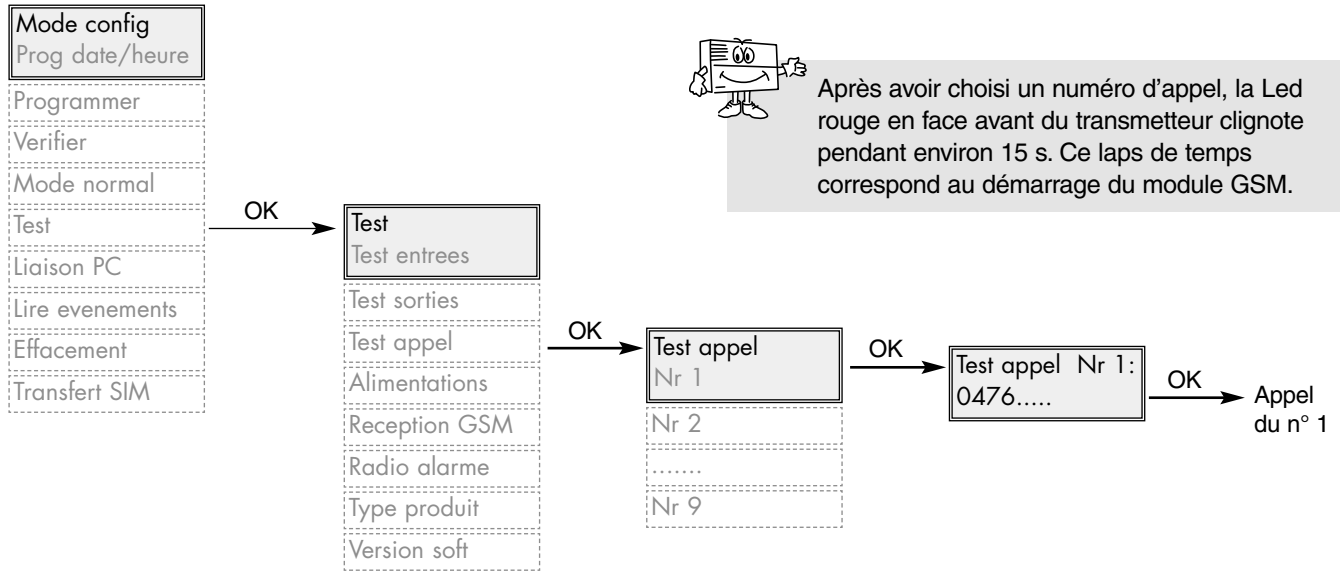 Mode config
Prog date/heure
Programmer
Verifier
Mode normal
Test
Liaison PC
Lire evenements
Effacement
Transfert SIM
OK
Test
Test entrees
Test sorties
Test appel
Alimentations
Reception GSM
Radio alarme
Type produit
Version soft
OK
Test appel
Nr 1
Nr 2
.......
Nr 9
OK
Test appel Nr 1:
0476.....
OK
Appel
du n° 1
Après avoir choisi un numéro d'appel, la Led
rouge en face avant du transmetteur clignote
pendant environ 15 s. Ce laps de temps
correspond au démarrage du module GSM.